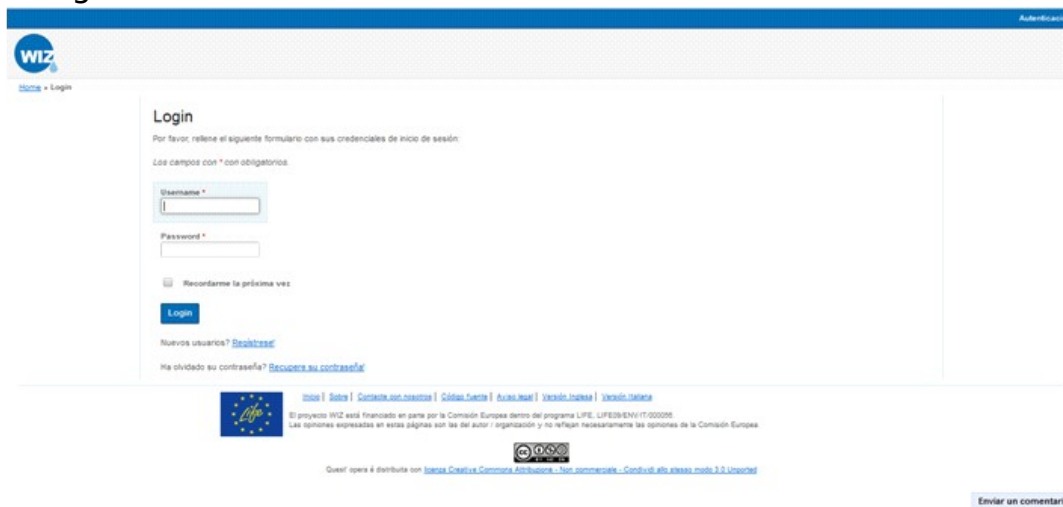 WIZ
Home » Login
Login
Por favor, rellene el siguiente formulario con sus credenciales de inicio de sesión:
Los campos con * con obligatorios.
Username *
Password *
Recordarme la próxima vez
Login
Nuevos usuarios? Regístrese!
Ha olvidado su contraseña? Recupere su contraseña!
Life
Inicio | Sobre | Contacte con nosotros | Código fuente | Aviso legal | Versión Inglesa | Versión Italiana
El proyecto WIZ está financiado en parte por la Comisión Europea dentro del programa LIFE. LIFE09/ENV/IT/000056.
Las opiniones expresadas en estas páginas son las del autor / organización y no reflejan necesariamente las opiniones de la Comisión Europea.
cc
Quest' opera è distribuita con licenza Creative Commons Attribuzione - Non commerciale - Condividi allo stesso modo 3.0 Unported
Enviar un comentari